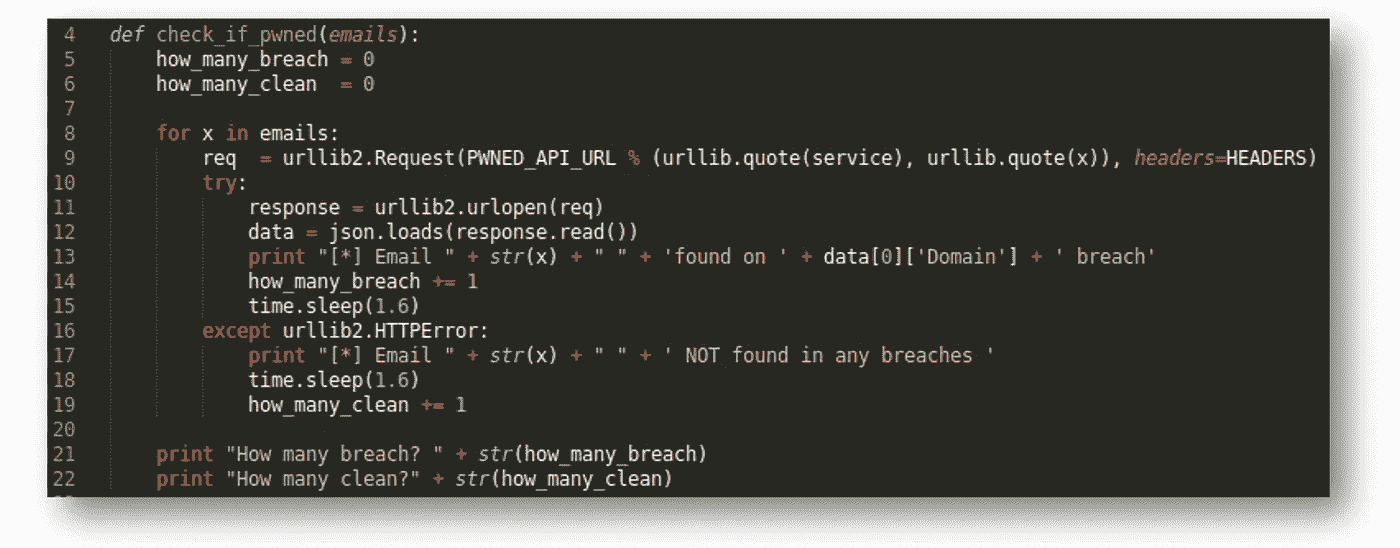 4 def check_if_pwned(emails):
5 how_many_breach = 0
6 how_many_clean  = 0
7
8 for x in emails:
9 req  = urllib2.Request(PWNED_API_URL % (urllib.quote(service), urllib.quote(x)), headers=HEADERS)
10 try:
11 response = urllib2.urlopen(req)
12 data = json.loads(response.read())
13 print "[*] Email " + str(x) + " " + 'found on ' + data[0]['Domain'] + ' breach'
14 how_many_breach += 1
15 time.sleep(1.6)
16 except urllib2.HTTPError:
17 print "[*] Email " + str(x) + " " + ' NOT found in any breaches '
18 time.sleep(1.6)
19 how_many_clean += 1
20
21 print "How many breach? " + str(how_many_breach)
22 print "How many clean?" + str(how_many_clean)